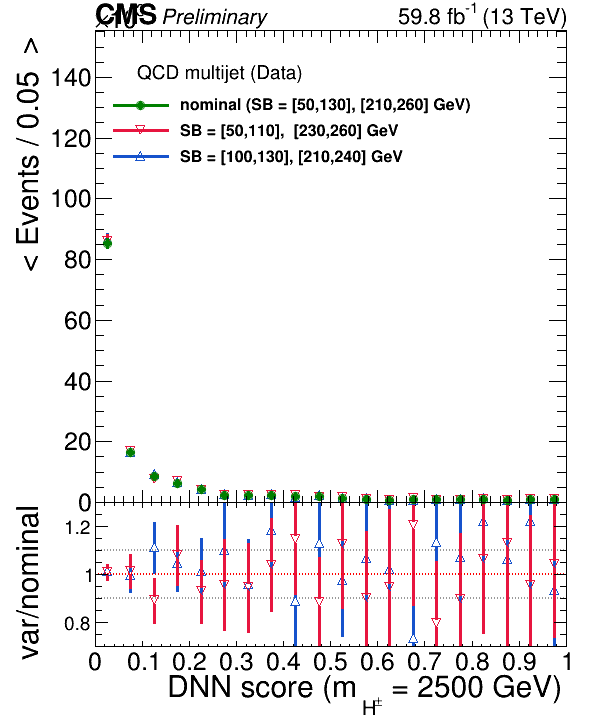 CMS Preliminary 59.8 fb⁻¹ (13 TeV)
QCD multijet (Data)
nominal (SB = [50,130], [210,260] GeV)
SB = [50,110], [230,260] GeV
SB = [100,130], [210,240] GeV
< Events / 0.05 >
140
120
100
80
60
40
20
0
var/nominal
1.2
1
0.8
0 0.1 0.2 0.3 0.4 0.5 0.6 0.7 0.8 0.9 1
DNN score (m_H± = 2500 GeV)